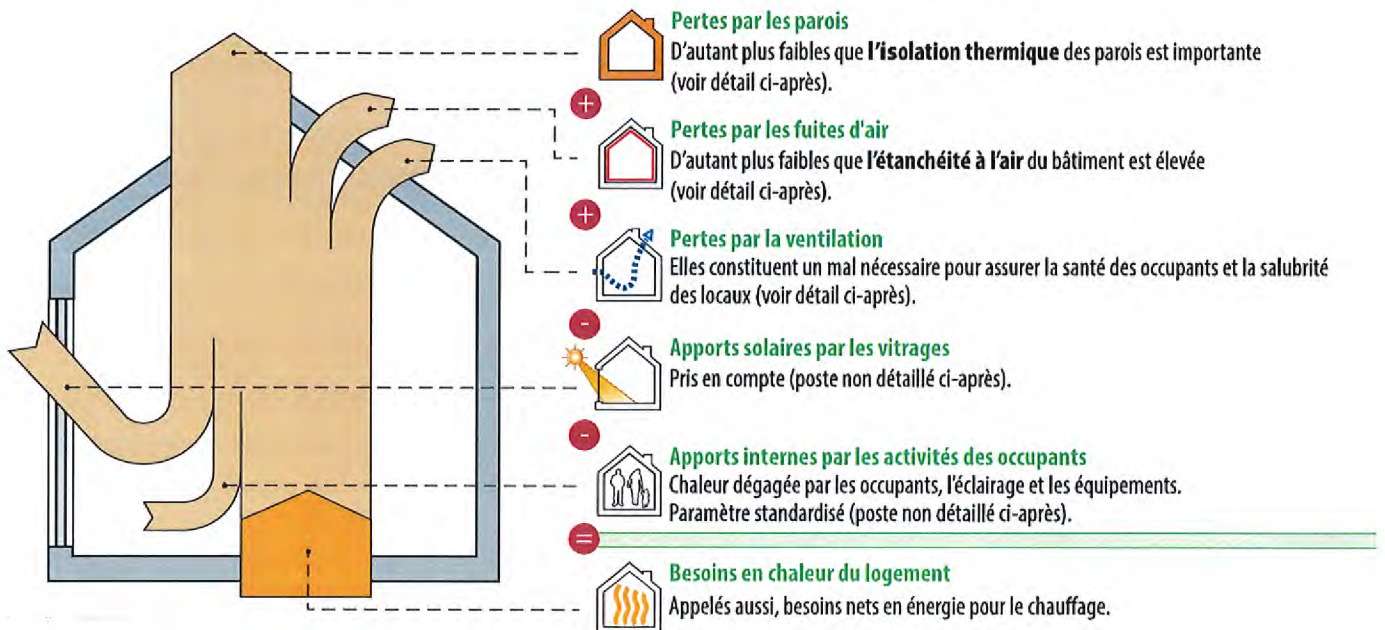 Pertes par les parois
D'autant plus faibles que l'isolation thermique des parois est importante
(voir détail ci-après).
+
Pertes par les fuites d'air
D'autant plus faibles que l'étanchéité à l'air du bâtiment est élevée
(voir détail ci-après).
+
Pertes par la ventilation
Elles constituent un mal nécessaire pour assurer la santé des occupants et la salubrité
des locaux (voir détail ci-après).
-
Apports solaires par les vitrages
Pris en compte (poste non détaillé ci-après).
-
Apports internes par les activités des occupants
Chaleur dégagée par les occupants, l'éclairage et les équipements.
Paramètre standardisé (poste non détaillé ci-après).
=
Besoins en chaleur du logement
Appelés aussi, besoins nets en énergie pour le chauffage.